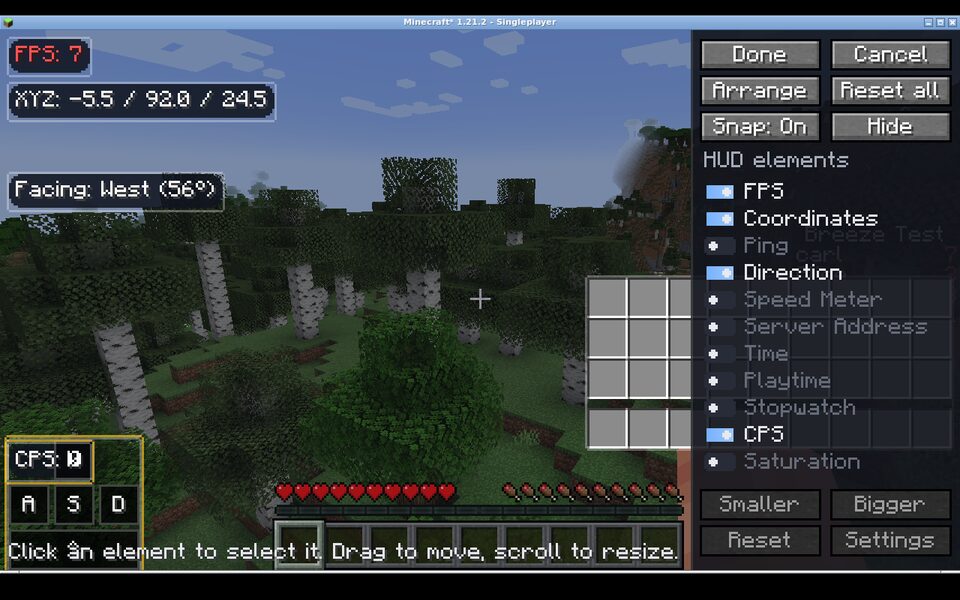 Minecraft* 1.21.2 - Singleplayer
FPS: 7
XYZ: -5.5 / 92.0 / 24.5
Facing: West (56°)
CPS: 0
A S D
Click an element to select it. Drag to move, scroll to resize.
Done Cancel
Arrange Reset all
Snap: On Hide
HUD elements
FPS
Coordinates
Ping
Direction
Speed Meter
Server Address
Time
Playtime
Stopwatch
CPS
Saturation
Breeze Test
Smaller Bigger
Reset Settings